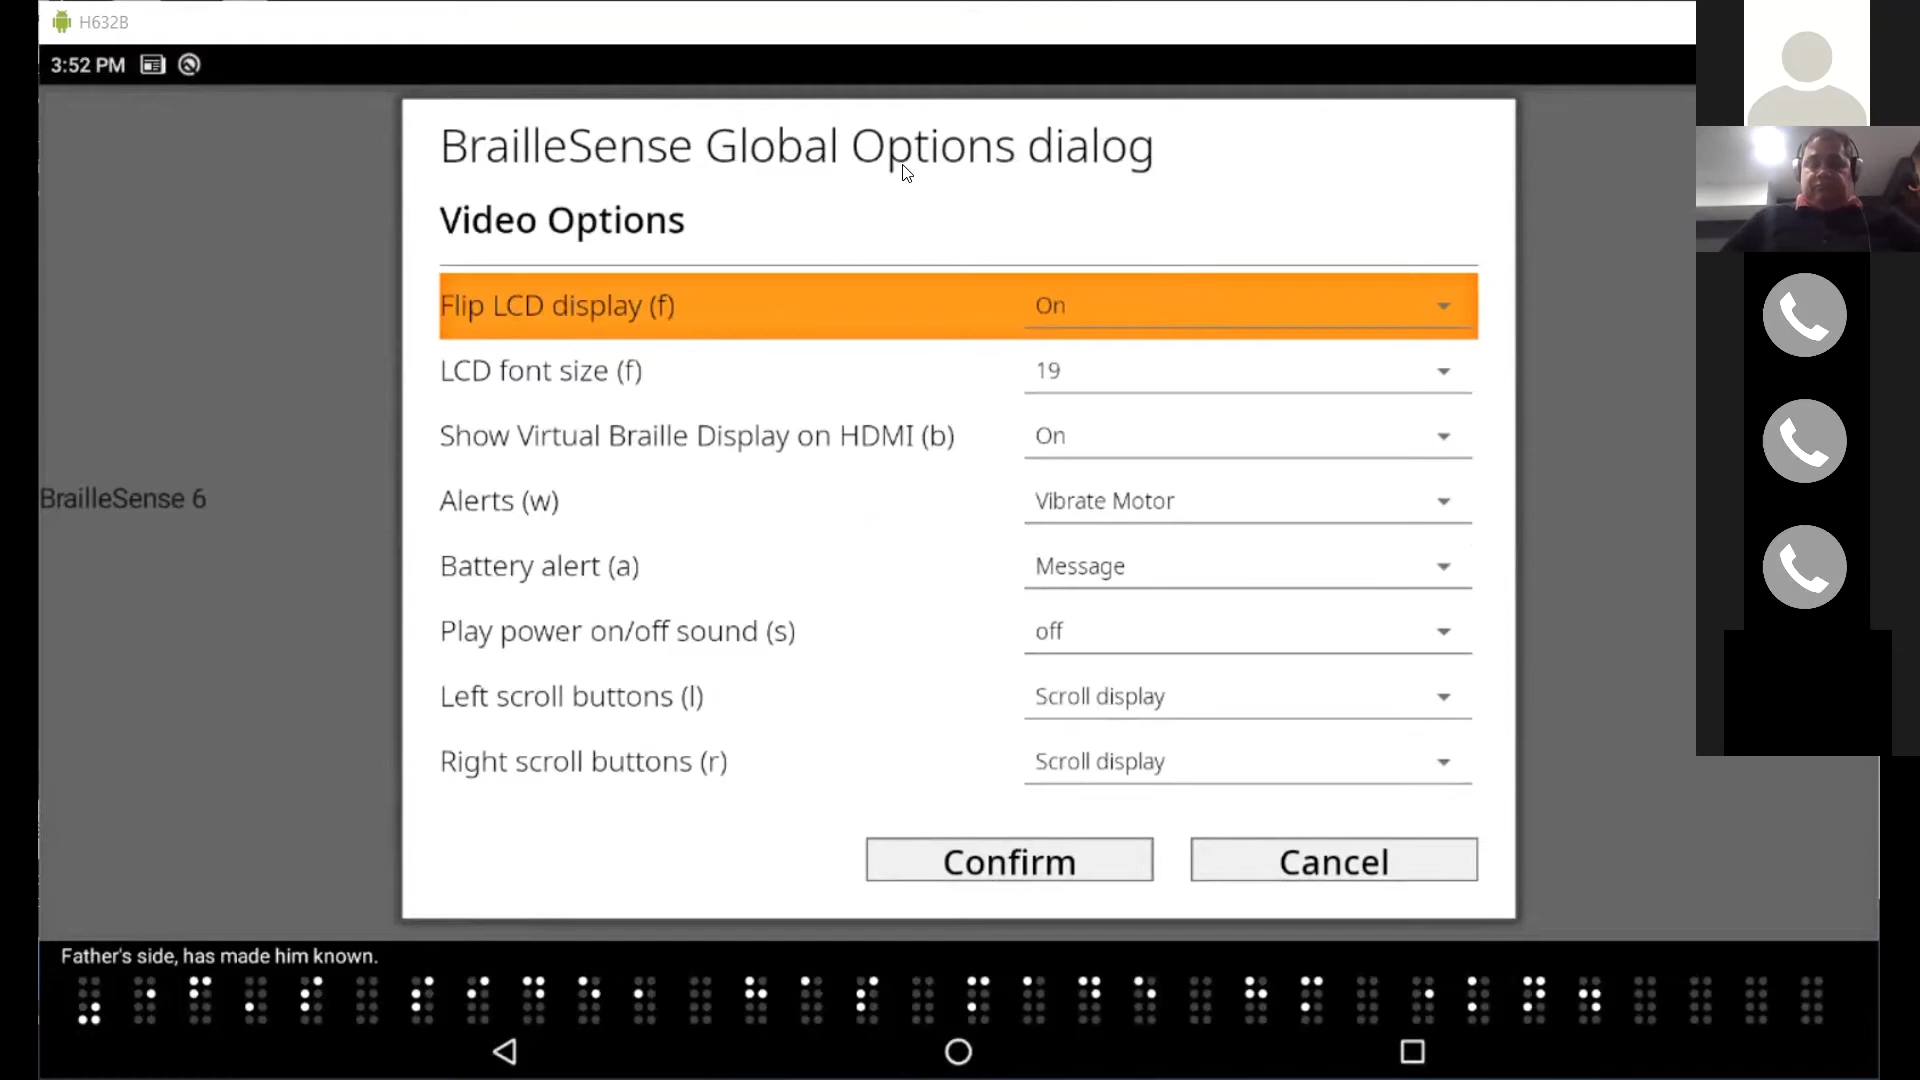 H632B
3:52 PM
BrailleSense Global Options dialog
Video Options
Flip LCD display (f) On
LCD font size (f) 19
Show Virtual Braille Display on HDMI (b) On
Alerts (w) Vibrate Motor
BrailleSense 6
Battery alert (a) Message
Play power on/off sound (s) off
Left scroll buttons (l) Scroll display
Right scroll buttons (r) Scroll display
Confirm Cancel
Father's side, has made him known.